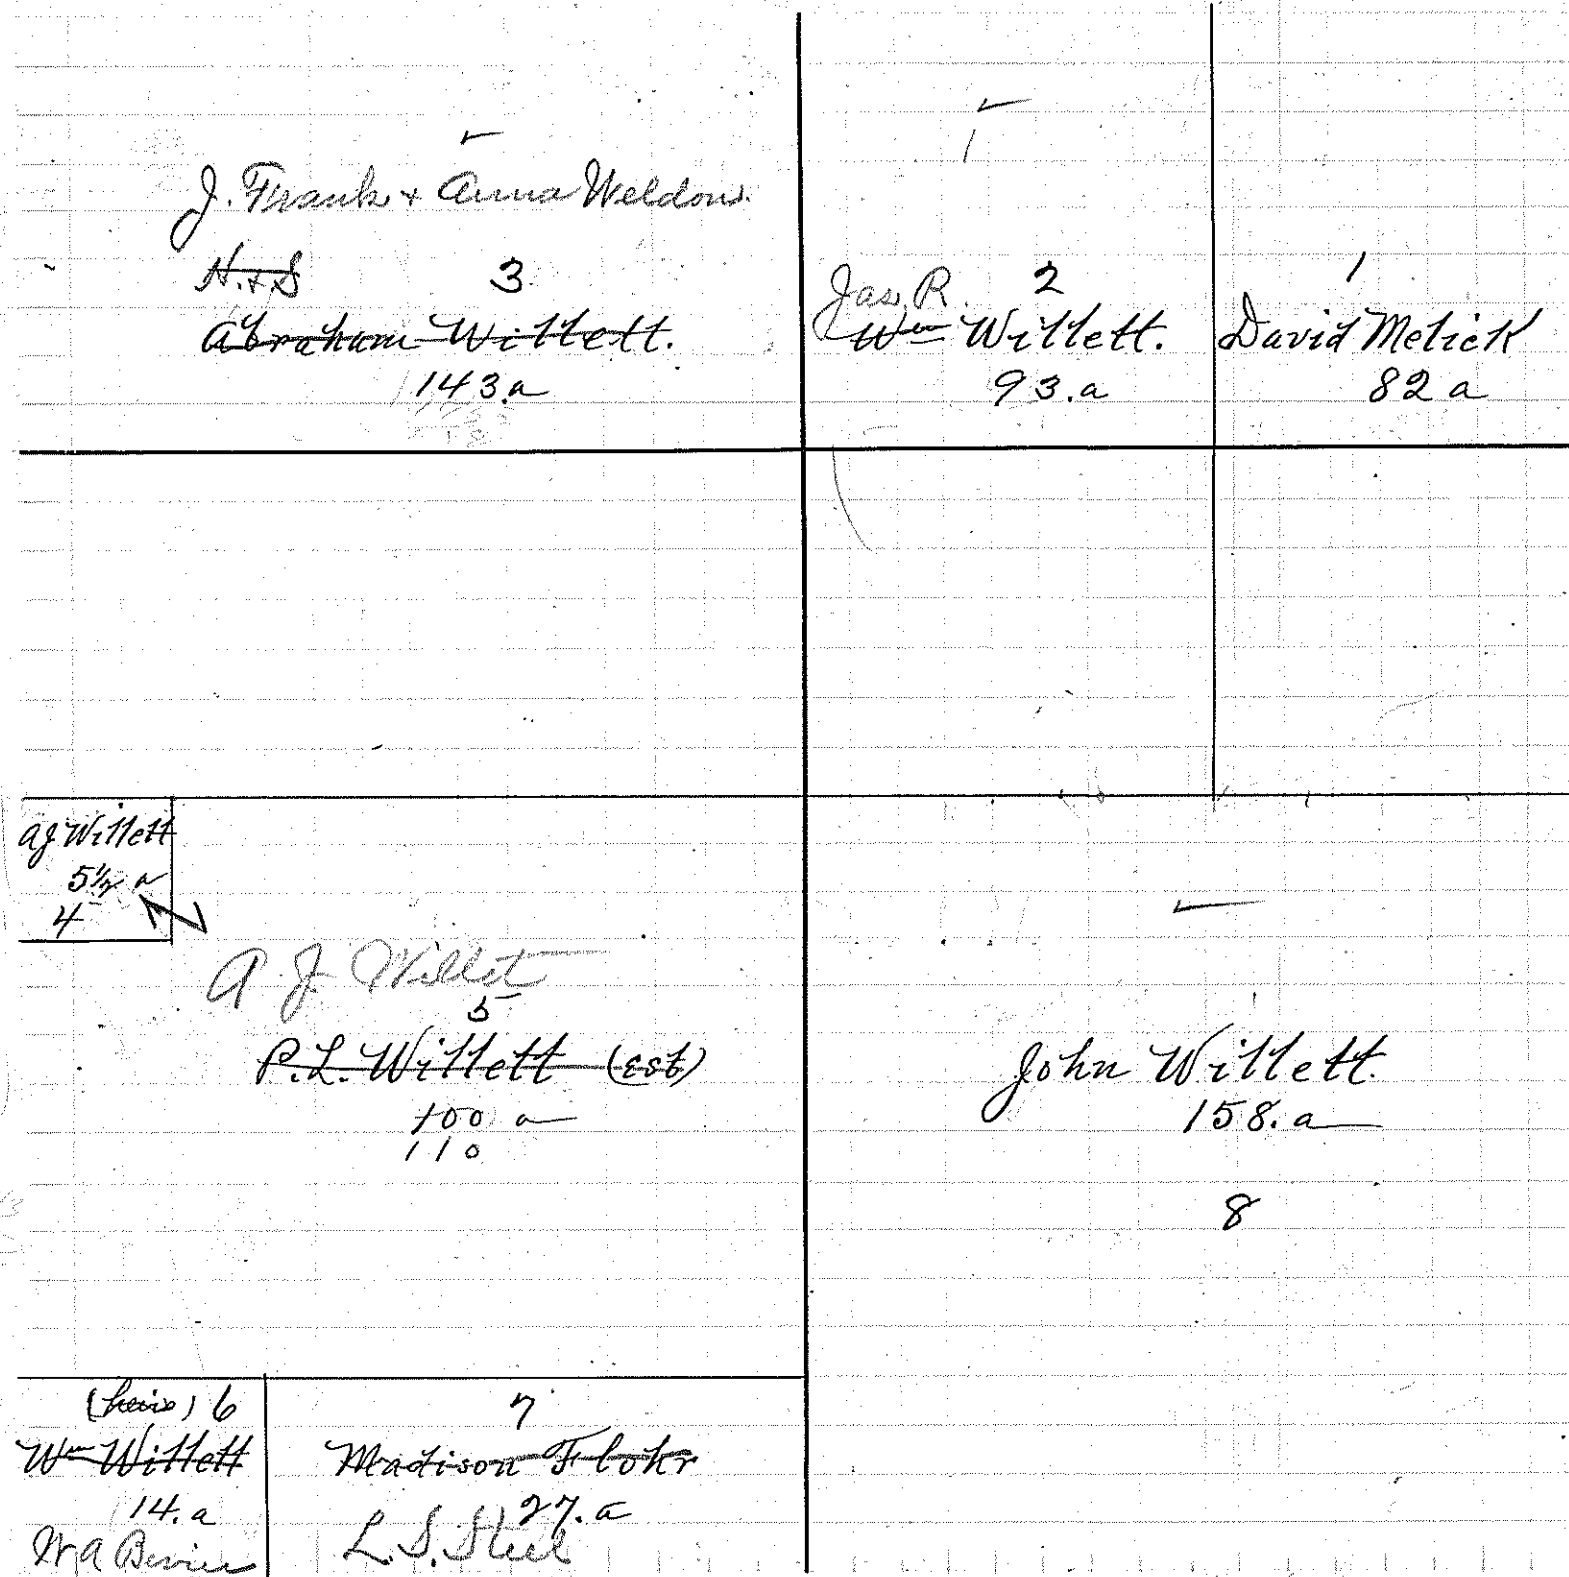 J. Frank + Anna Weldon.
N. + S 3
Abraham Willett.
143.a
Jas. R. 2
Wm Willett.
93.a
1
David Melick
82 a
AJ Willett
5½ a
4
A. J. Willet
5
P.L. Willett (est)
100 a
110
John Willett.
158.a
8
(heirs) 6
Wm Willett
14.a
W A
7
Madison Flohr
27.a
L. S. Steel